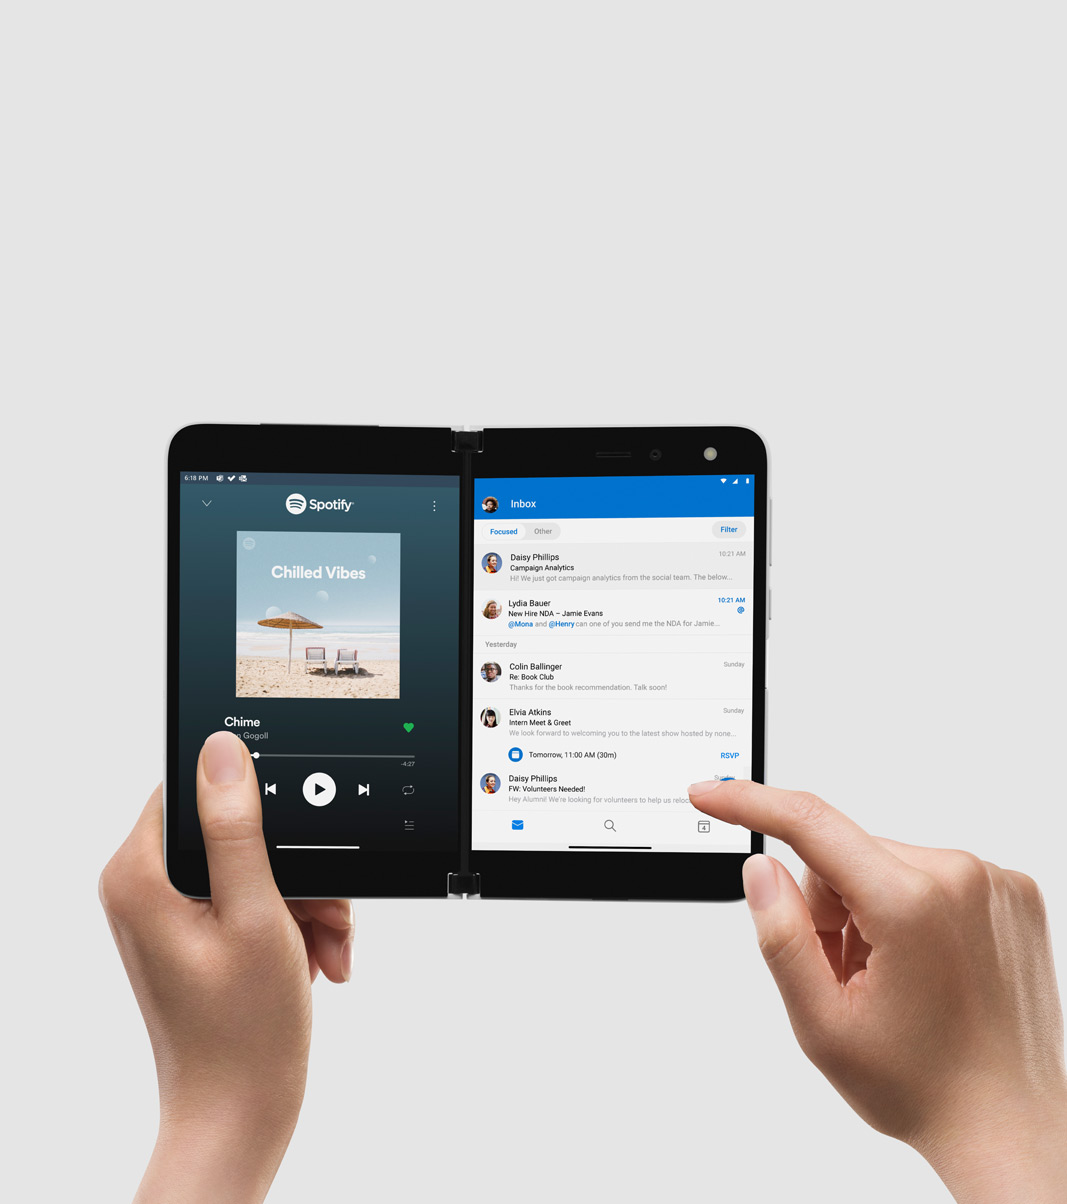 6:18 PM
Spotify
Chilled Vibes
Chime
Gogoll
-4:27
Inbox
Focused
Other
Filter
Daisy Phillips
10:21 AM
Campaign Analytics
Hi! We just got campaign analytics from the social team. The below...
Lydia Bauer
10:21 AM
New Hire NDA – Jamie Evans
@
@Mona and @Henry can one of you send me the NDA for Jamie...
Yesterday
Colin Ballinger
Sunday
Re: Book Club
Thanks for the book recommendation. Talk soon!
Elvia Atkins
Sunday
Intern Meet & Greet
We look forward to welcoming you to the latest show hosted by none...
Tomorrow, 11:00 AM (30m)
RSVP
Daisy Phillips
FW: Volunteers Needed!
Hey Alumni! We're looking for volunteers to help us
4